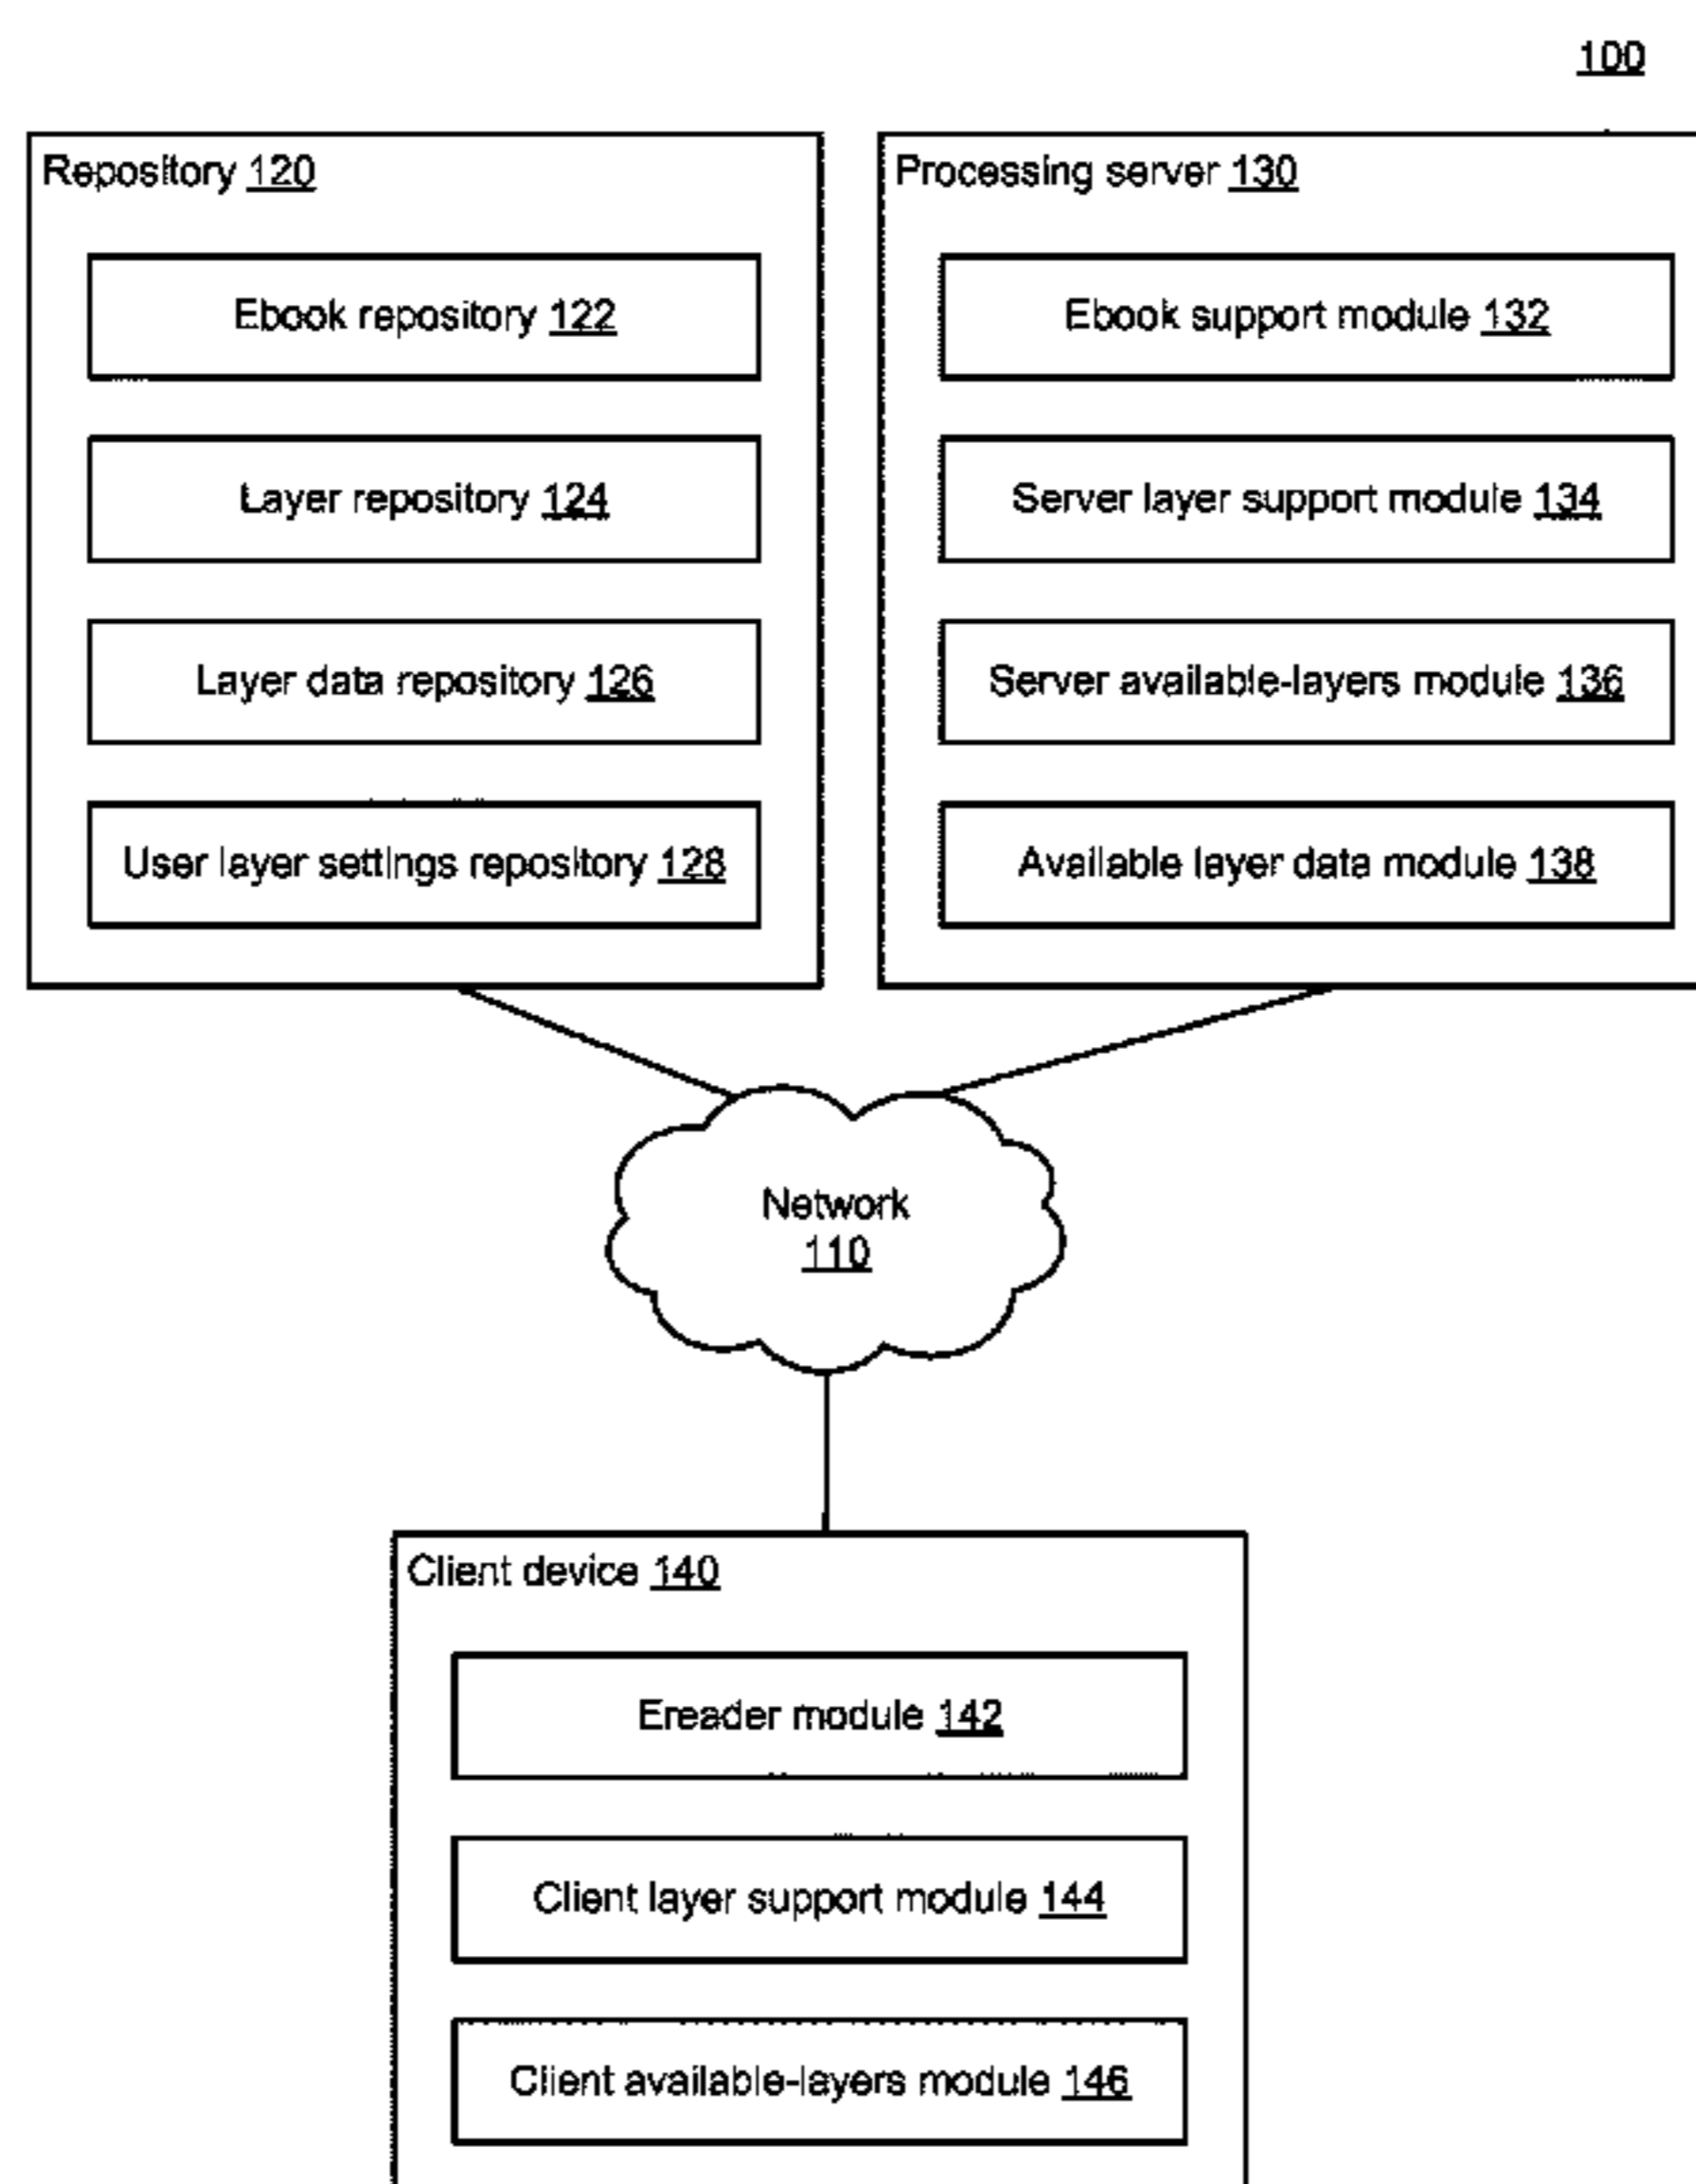 100
Repository 120
Ebook repository 122
Layer repository 124
Layer data repository 126
User layer settings repository 128
Processing server 130
Ebook support module 132
Server layer support module 134
Server available-layers module 136
Available layer data module 138
Network
110
Client device 140
Ereader module 142
Client layer support module 144
Client available-layers module 146